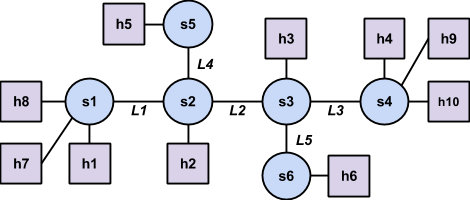 h5 s5
h3 h4 h9
L4
h8 s1 s2 s3 s4 h10
L1 L2 L3
L5
h7 h1 h2 s6 h6